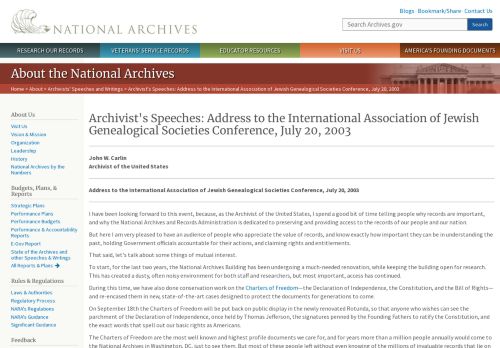 Blogs · Bookmark/Share · Contact Us
NATIONAL ARCHIVES
Search Archives.gov
Search
RESEARCH OUR RECORDS
VETERANS' SERVICE RECORDS
EDUCATOR RESOURCES
VISIT US
AMERICA'S FOUNDING DOCUMENTS
About the National Archives
Home > About > Archivists' Speeches and Writings > Archivist's Speeches: Address to the International Association of Jewish Genealogical Societies Conference, July 20, 2003
About Us
Visit Us
Vision & Mission
Organization
Leadership
History
National Archives by the Numbers
Budgets, Plans, & Reports
Strategic Plans
Performance Plans
Performance Budgets
Performance & Accountability Reports
E-Gov Report
State of the Archives and other Speeches & Writings
All Reports & Plans
Rules & Regulations
Laws & Authorities
Regulatory Process
NARA's Regulations
NARA's Guidance
Significant Guidance
Feedback
Archivist's Speeches: Address to the International Association of Jewish
Genealogical Societies Conference, July 20, 2003
John W. Carlin
Archivist of the United States
Address to the International Association of Jewish Genealogical Societies Conference, July 20, 2003
I have been looking forward to this event, because, as the Archivist of the United States, I spend a good bit of time telling people why records are important,
and why the National Archives and Records Administration is dedicated to preserving and providing access to the records of our people and our nation.
But here I am very pleased to have an audience of people who appreciate the value of records, and know exactly how important they can be in understanding the
past, holding Government officials accountable for their actions, and claiming rights and entitlements.
That said, let's talk about some things of mutual interest.
To start, for the last two years, the National Archives Building has been undergoing a much-needed renovation, while keeping the building open for research.
This has created a dusty, often noisy environment for both staff and researchers, but most important, access has continued.
During this time, we have also done conservation work on the Charters of Freedom—the Declaration of Independence, the Constitution, and the Bill of Rights—
and re-encased them in new, state-of-the-art cases designed to protect the documents for generations to come.
On September 18th the Charters of Freedom will be put back on public display in the newly renovated Rotunda, so that anyone who wishes can see the
parchment of the Declaration of Independence, once held by Thomas Jefferson, the signatures penned by the Founding Fathers to ratify the Constitution, and
the exact words that spell out our basic rights as Americans.
The Charters of Freedom are the most well known and highest profile documents we care for, and for years more than a million people annually would come to
the National Archives in Washington, DC, just to see them. But most of these people left without even knowing of the millions of invaluable records that lie on